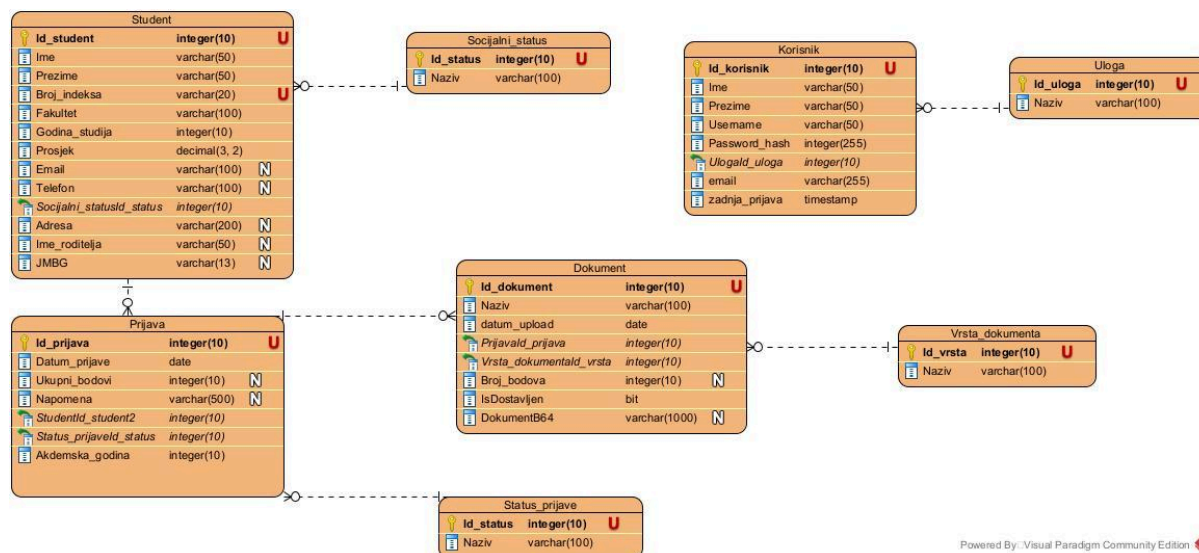 Student
Id_student integer(10) U
Ime varchar(50)
Prezime varchar(50)
Broj_indeksa varchar(20) U
Fakultet varchar(100)
Godina_studija integer(10)
Prosjek decimal(3, 2)
Email varchar(100) N
Telefon varchar(100) N
Socijalni_statusId_status integer(10)
Adresa varchar(200) N
Ime_roditelja varchar(50) N
JMBG varchar(13) N
Socijalni_status
Id_status integer(10) U
Naziv varchar(100)
Korisnik
Id_korisnik integer(10) U
Ime varchar(50)
Prezime varchar(50)
Username varchar(50)
Password_hash integer(255)
UlogaId_uloga integer(10)
email varchar(255)
zadnja_prijava timestamp
Uloga
Id_uloga integer(10) U
Naziv varchar(100)
Prijava
Id_prijava integer(10) U
Datum_prijave date
Ukupni_bodovi integer(10) N
Napomena varchar(500) N
StudentId_student2 integer(10)
Status_prijaveId_status integer(10)
Akdemska_godina integer(10)
Dokument
Id_dokument integer(10) U
Naziv varchar(100)
datum_upload date
PrijavaId_prijava integer(10)
Vrsta_dokumentaId_vrsta integer(10)
Broj_bodova integer(10) N
IsDostavljen bit
DokumentB64 varchar(1000) N
Vrsta_dokumenta
Id_vrsta integer(10) U
Naziv varchar(100)
Status_prijave
Id_status integer(10) U
Naziv varchar(100)
Powered By Visual Paradigm Community Edition